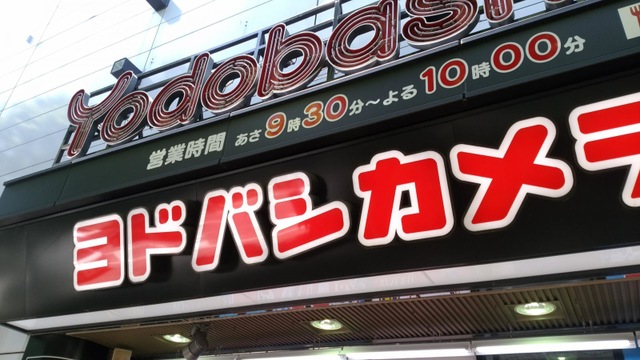 Yodobash
営業時間 あさ9時30分~よる10時00分
ヨドバシカメ